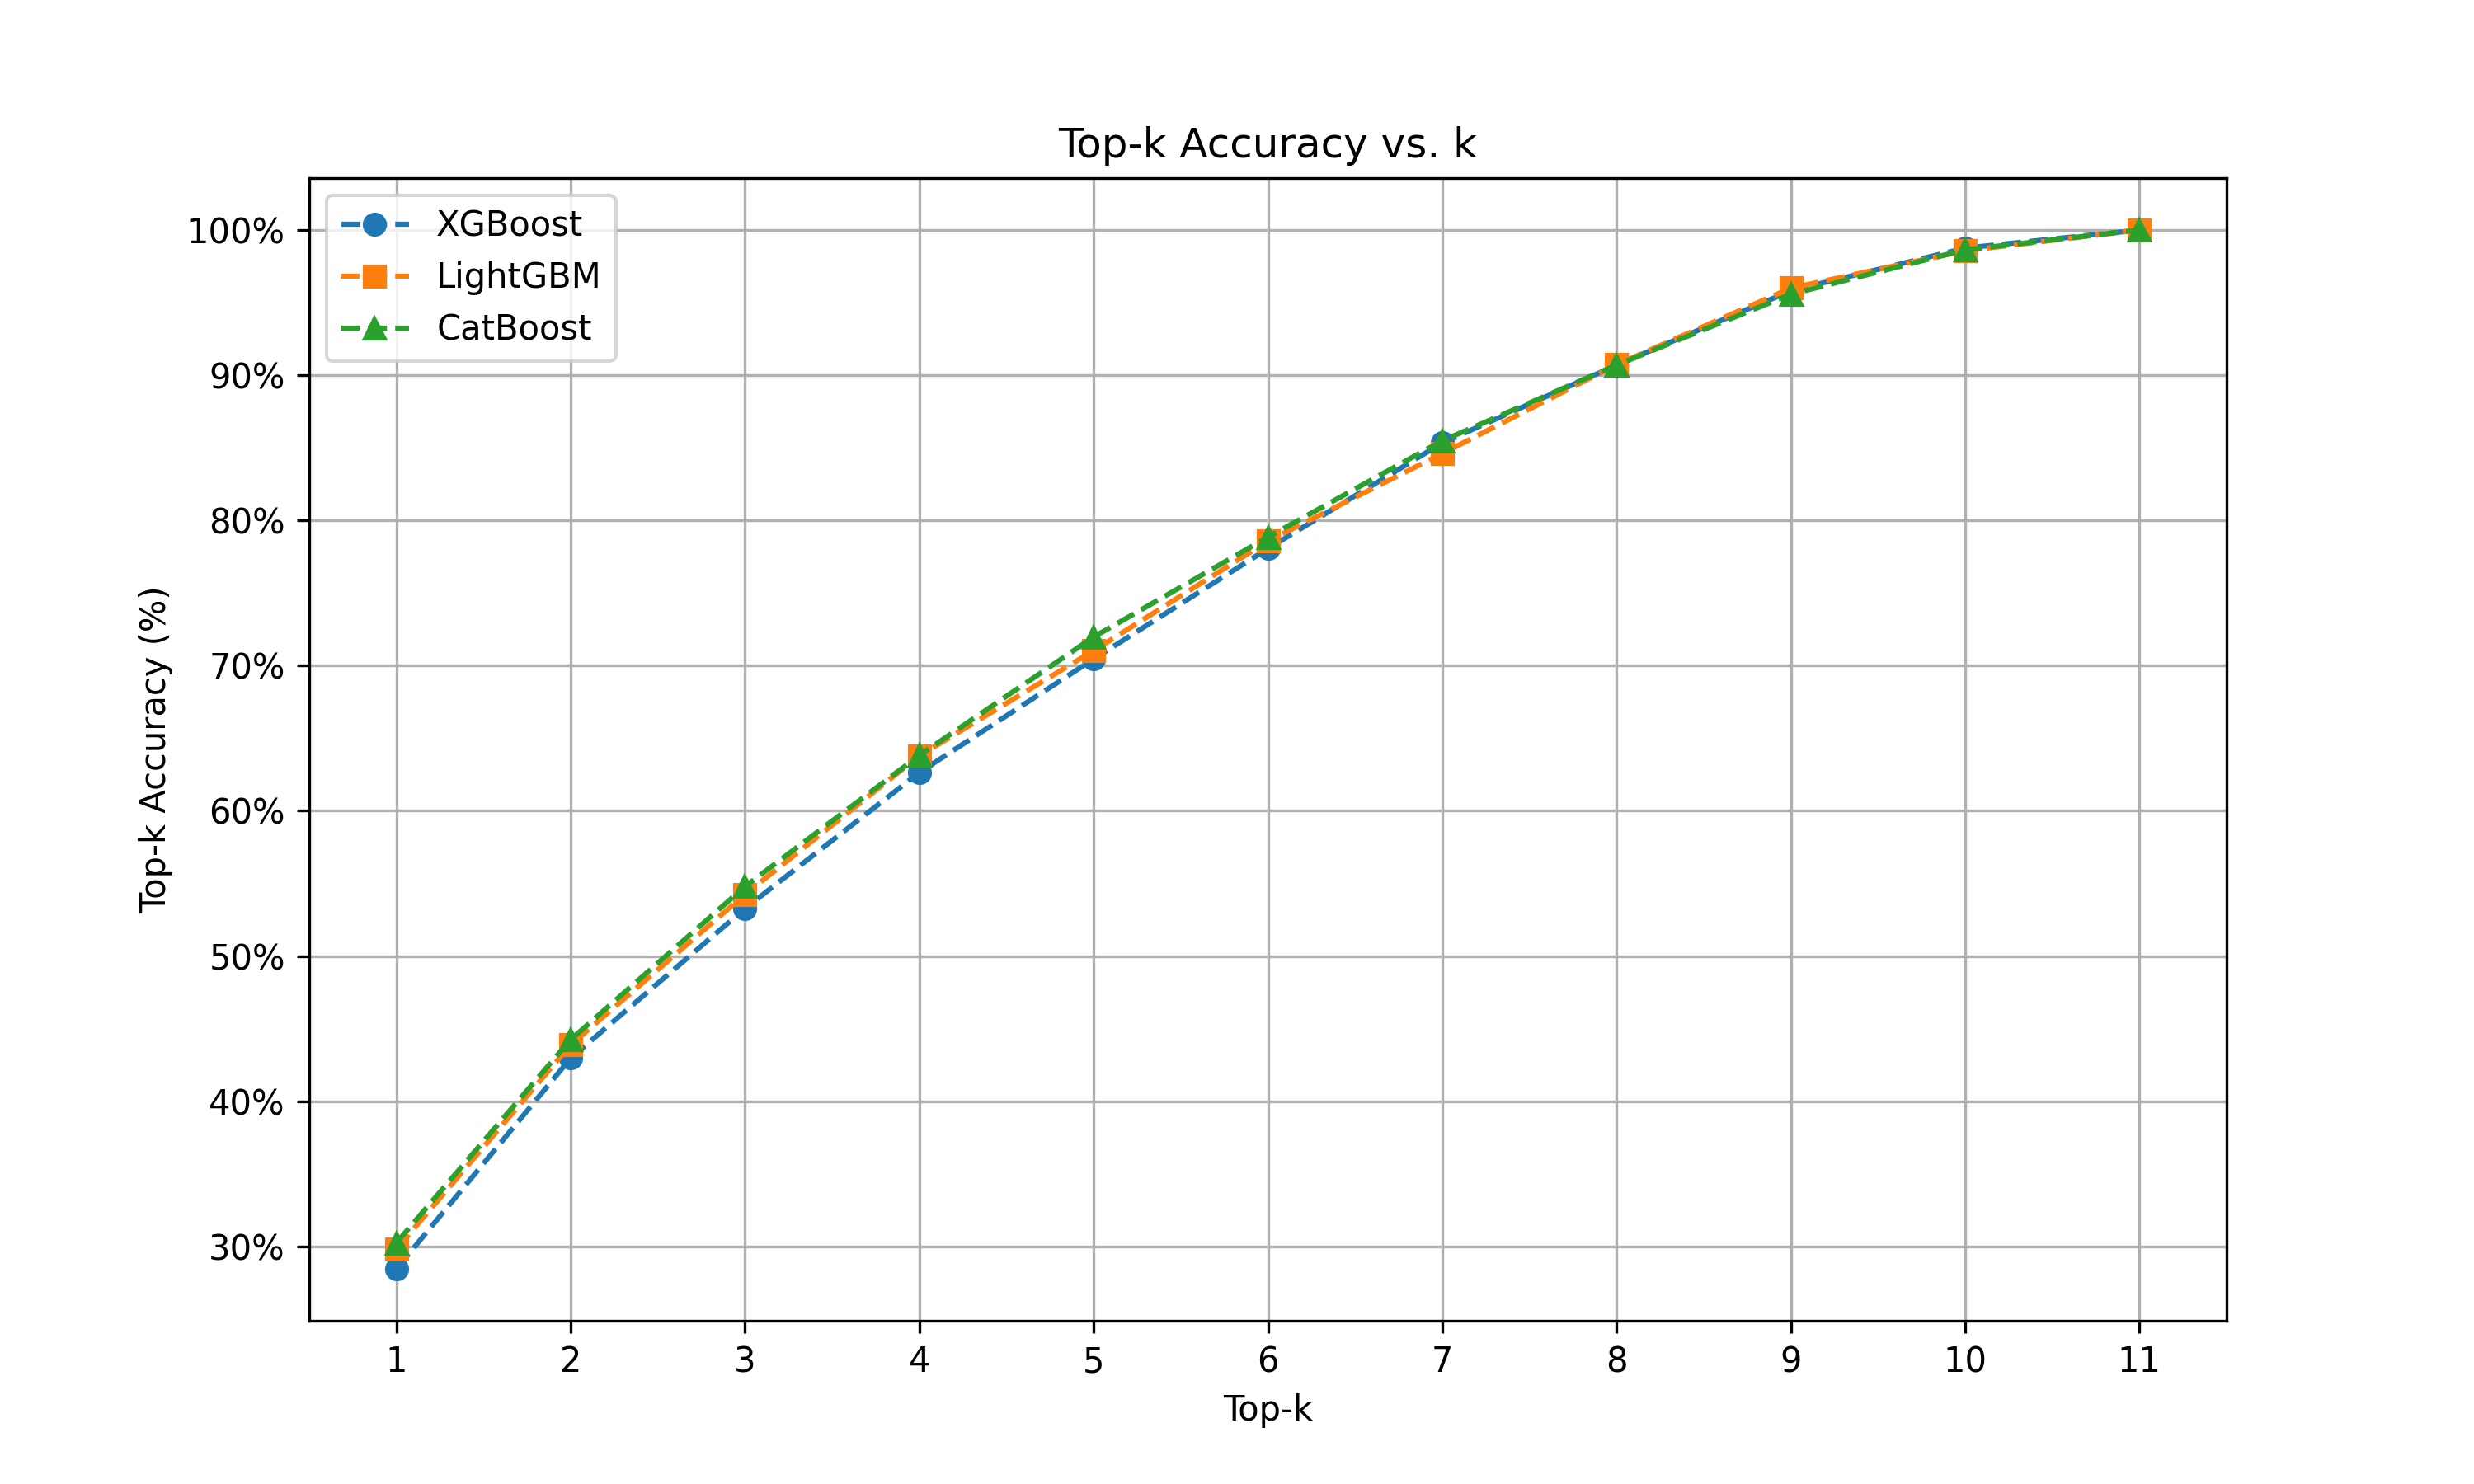 Top-k Accuracy vs. k
XGBoost
LightGBM
CatBoost
Top-k Accuracy (%)
100%
90%
80%
70%
60%
50%
40%
30%
1 2 3 4 5 6 7 8 9 10 11
Top-k